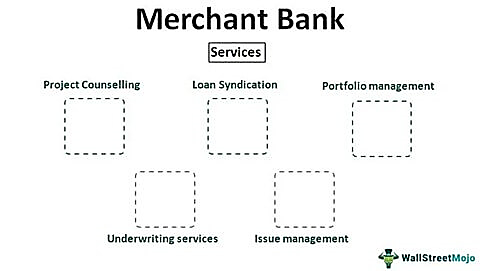 Merchant Bank
Services
Project Counselling
Loan Syndication
Portfolio management
Underwriting services
Issue management
WallStreetMojo